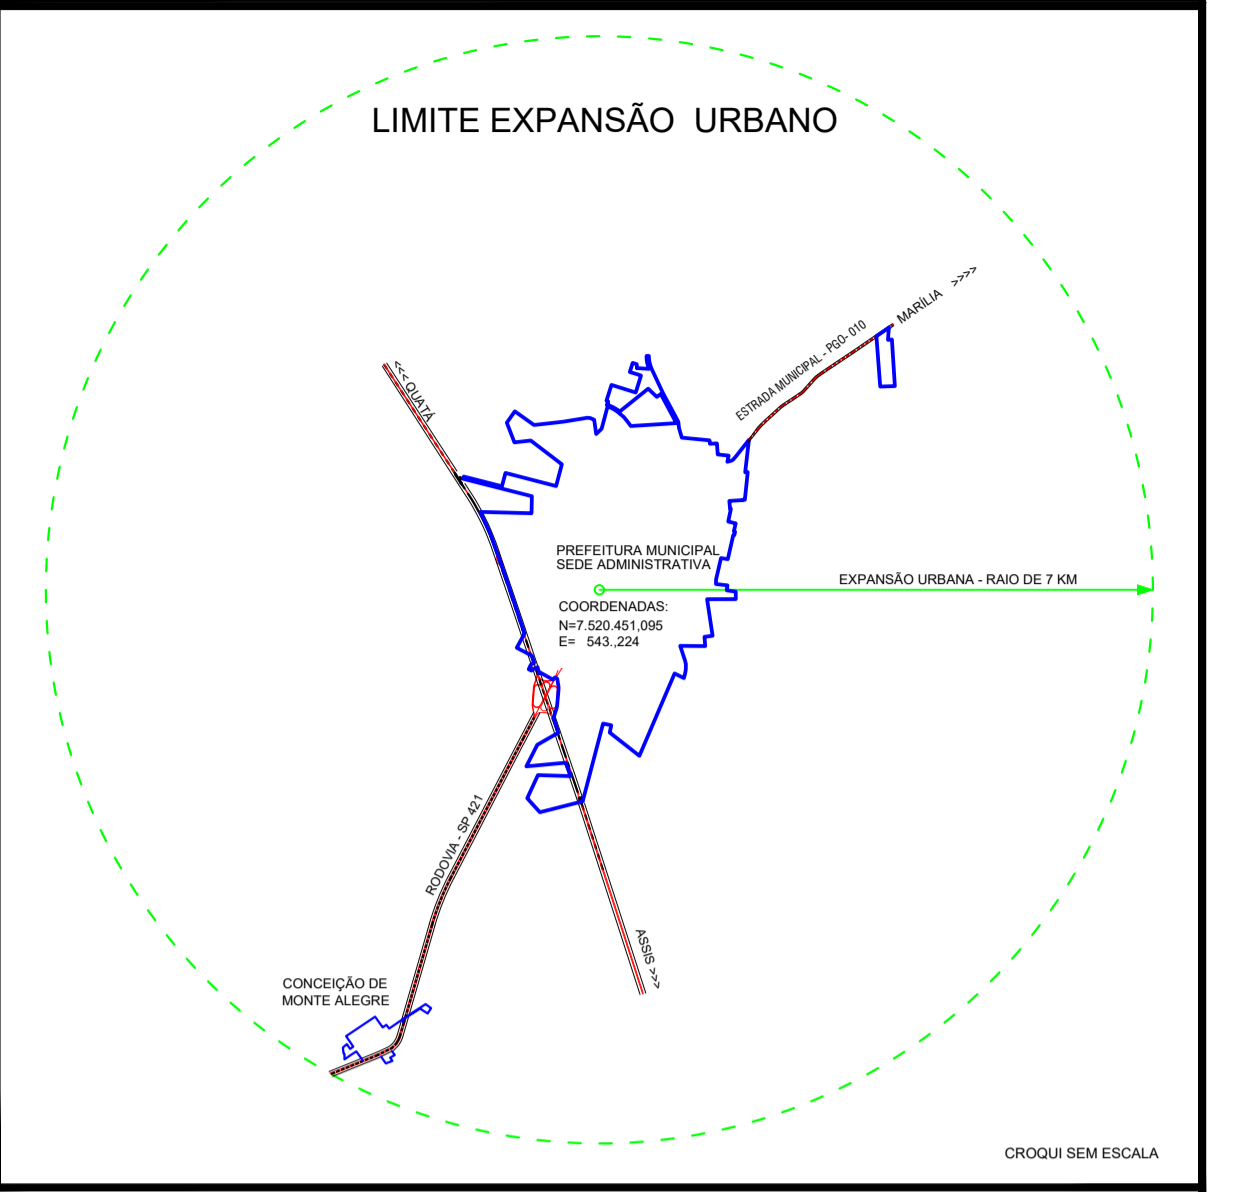 LIMITE EXPANSÃO URBANO
MARÍLIA >>>>
ESTRADA MUNICIPAL - PGO- 010
<<< QUATÁ
PREFEITURA MUNICIPAL
SEDE ADMINISTRATIVA
EXPANSÃO URBANA - RAIO DE 7 KM
COORDENADAS:
N=7.520.451,095
E= 543.,224
RODOVIA - SP 421
ASSIS >>>
CONCEIÇÃO DE
MONTE ALEGRE
CROQUI SEM ESCALA